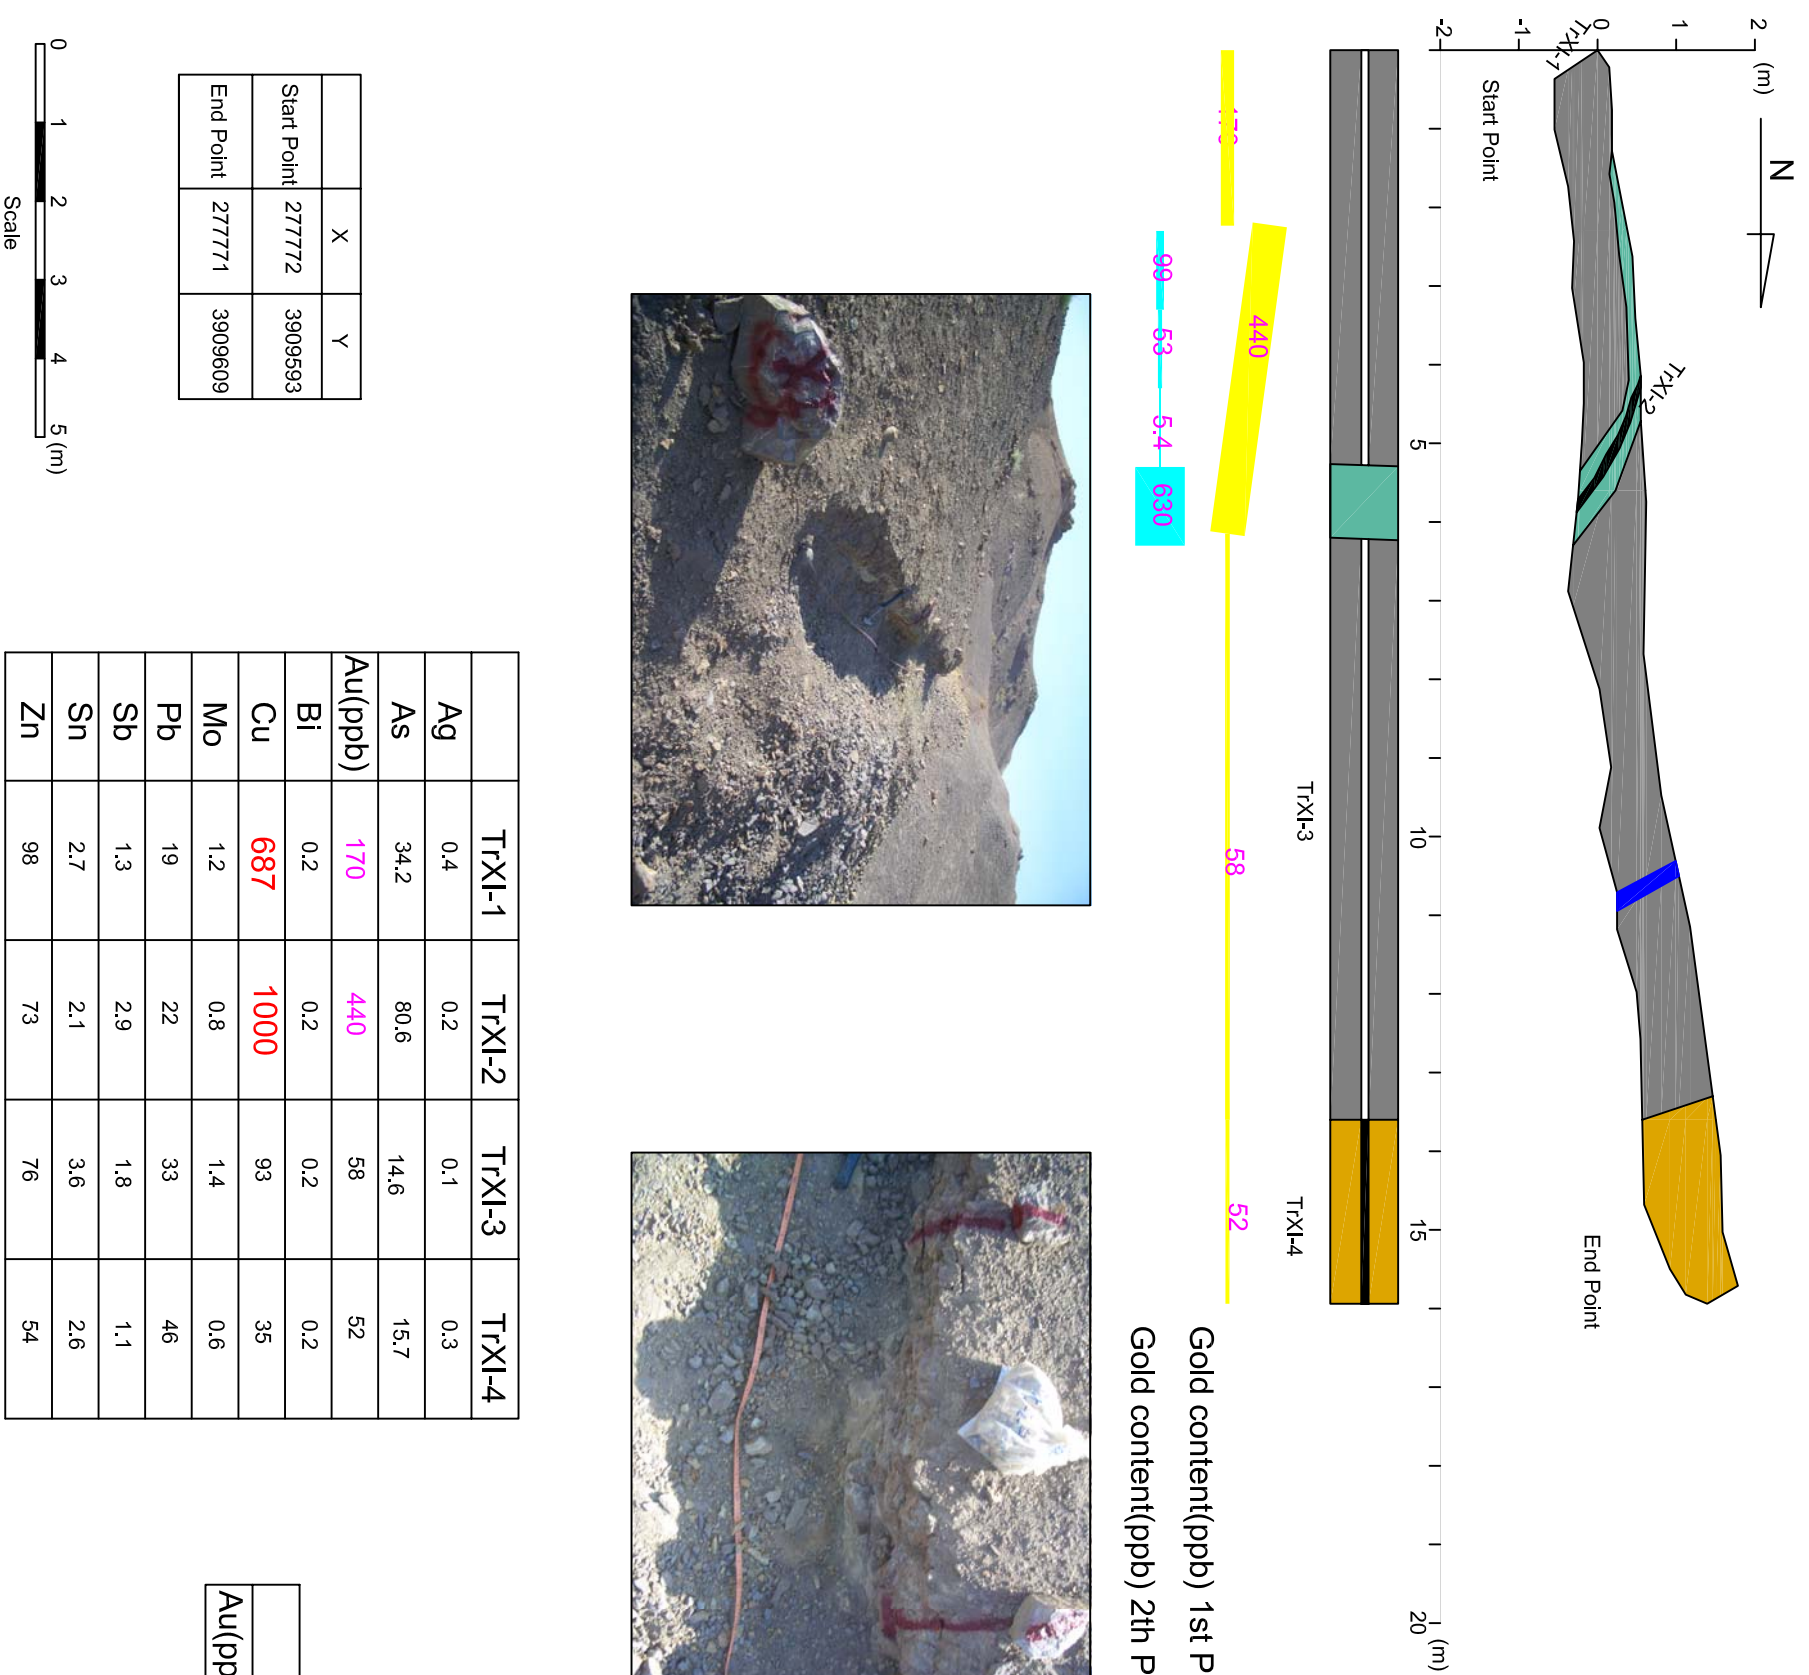 N
2
1
0
-1
-2
(m)
TrXI-1
TrXI-2
Start Point
End Point
5
10
15
20
(m)
TrXI-3
TrXI-4
440
58
52
Gold content(ppb) 1st P
99
53
5.4
630
Gold content(ppb) 2th P
X Y
Start Point 277772 3909593
End Point 277771 3909609
0 1 2 3 4 5 (m)
Scale
TrXI-1 TrXI-2 TrXI-3 TrXI-4
Ag 0.4 0.2 0.1 0.3
As 34.2 80.6 14.6 15.7
Au(ppb) 170 440 58 52
Bi 0.2 0.2 0.2 0.2
Cu 687 1000 93 35
Mo 1.2 0.8 1.4 0.6
Pb 19 22 33 46
Sb 1.3 2.9 1.8 1.1
Sn 2.7 2.1 3.6 2.6
Zn 98 73 76 54
Au(pp